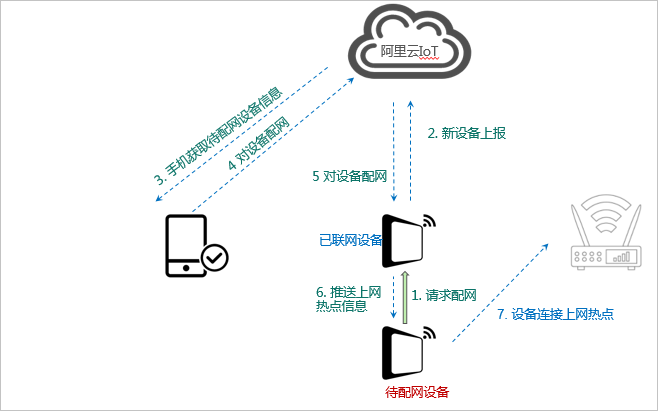 阿里云IoT
3. 手机获取待配网设备信息
4 对设备配网
2. 新设备上报
5 对设备配网
已联网设备
6. 推送上网
热点信息
1. 请求配网
7. 设备连接上网热点
待配网设备